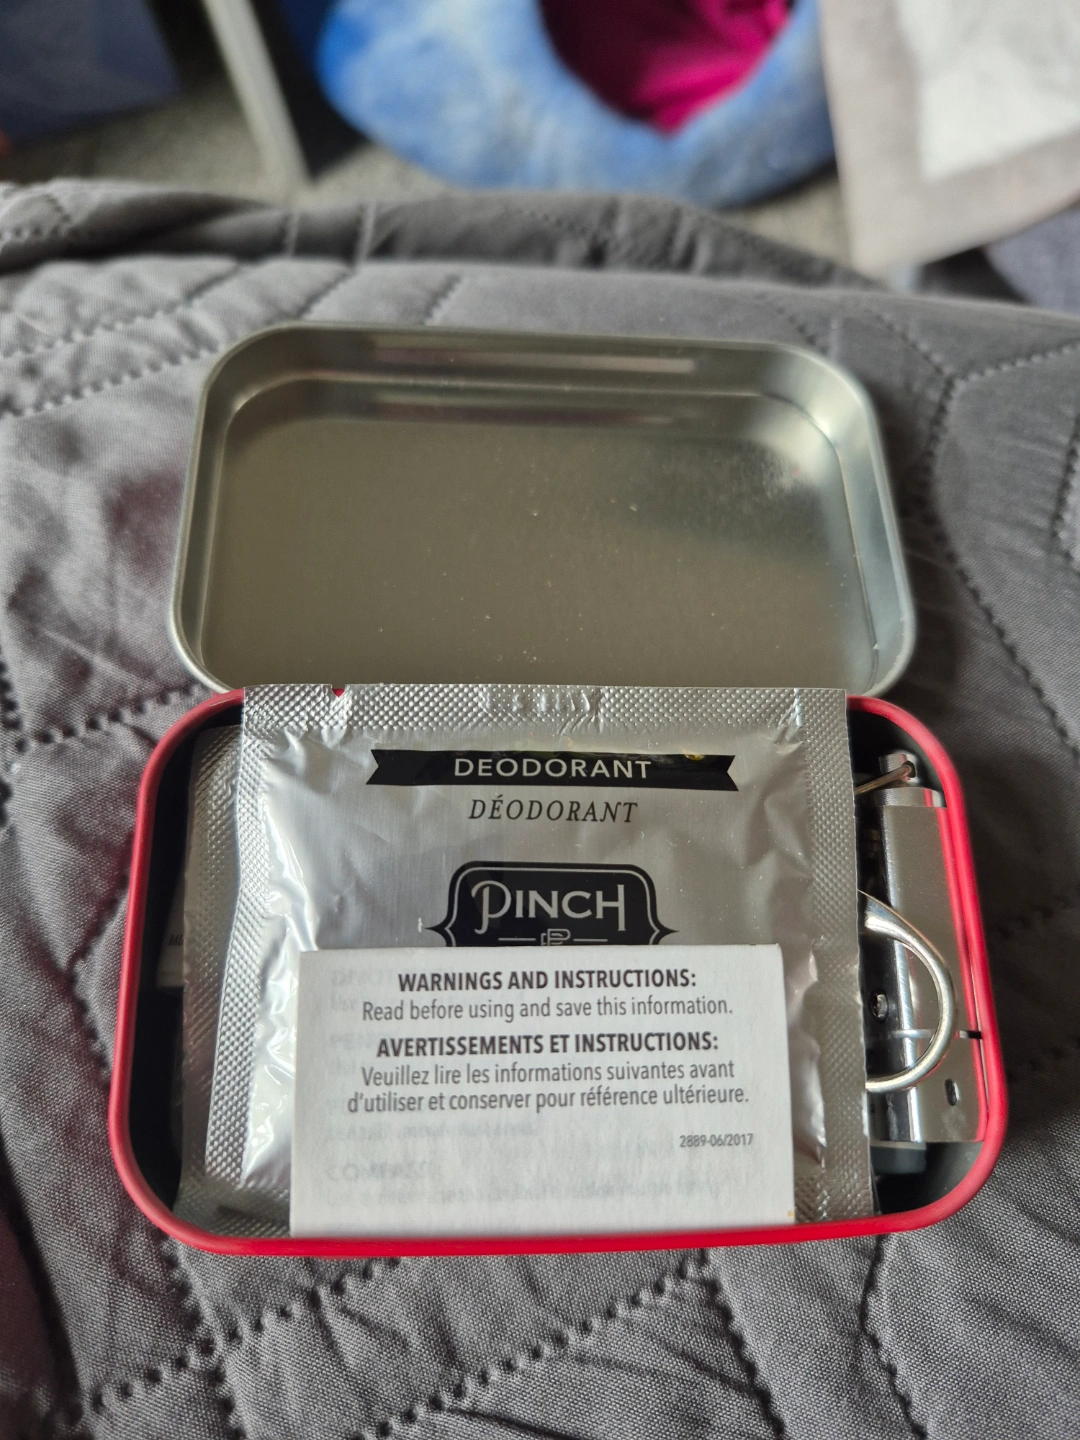 DEODORANT
DÉODORANT
PINCH
WARNINGS AND INSTRUCTIONS:
Read before using and save this information.
AVERTISSEMENTS ET INSTRUCTIONS:
Veuillez lire les informations suivantes avant
d'utiliser et conserver pour référence ultérieure.
2889-06/2017